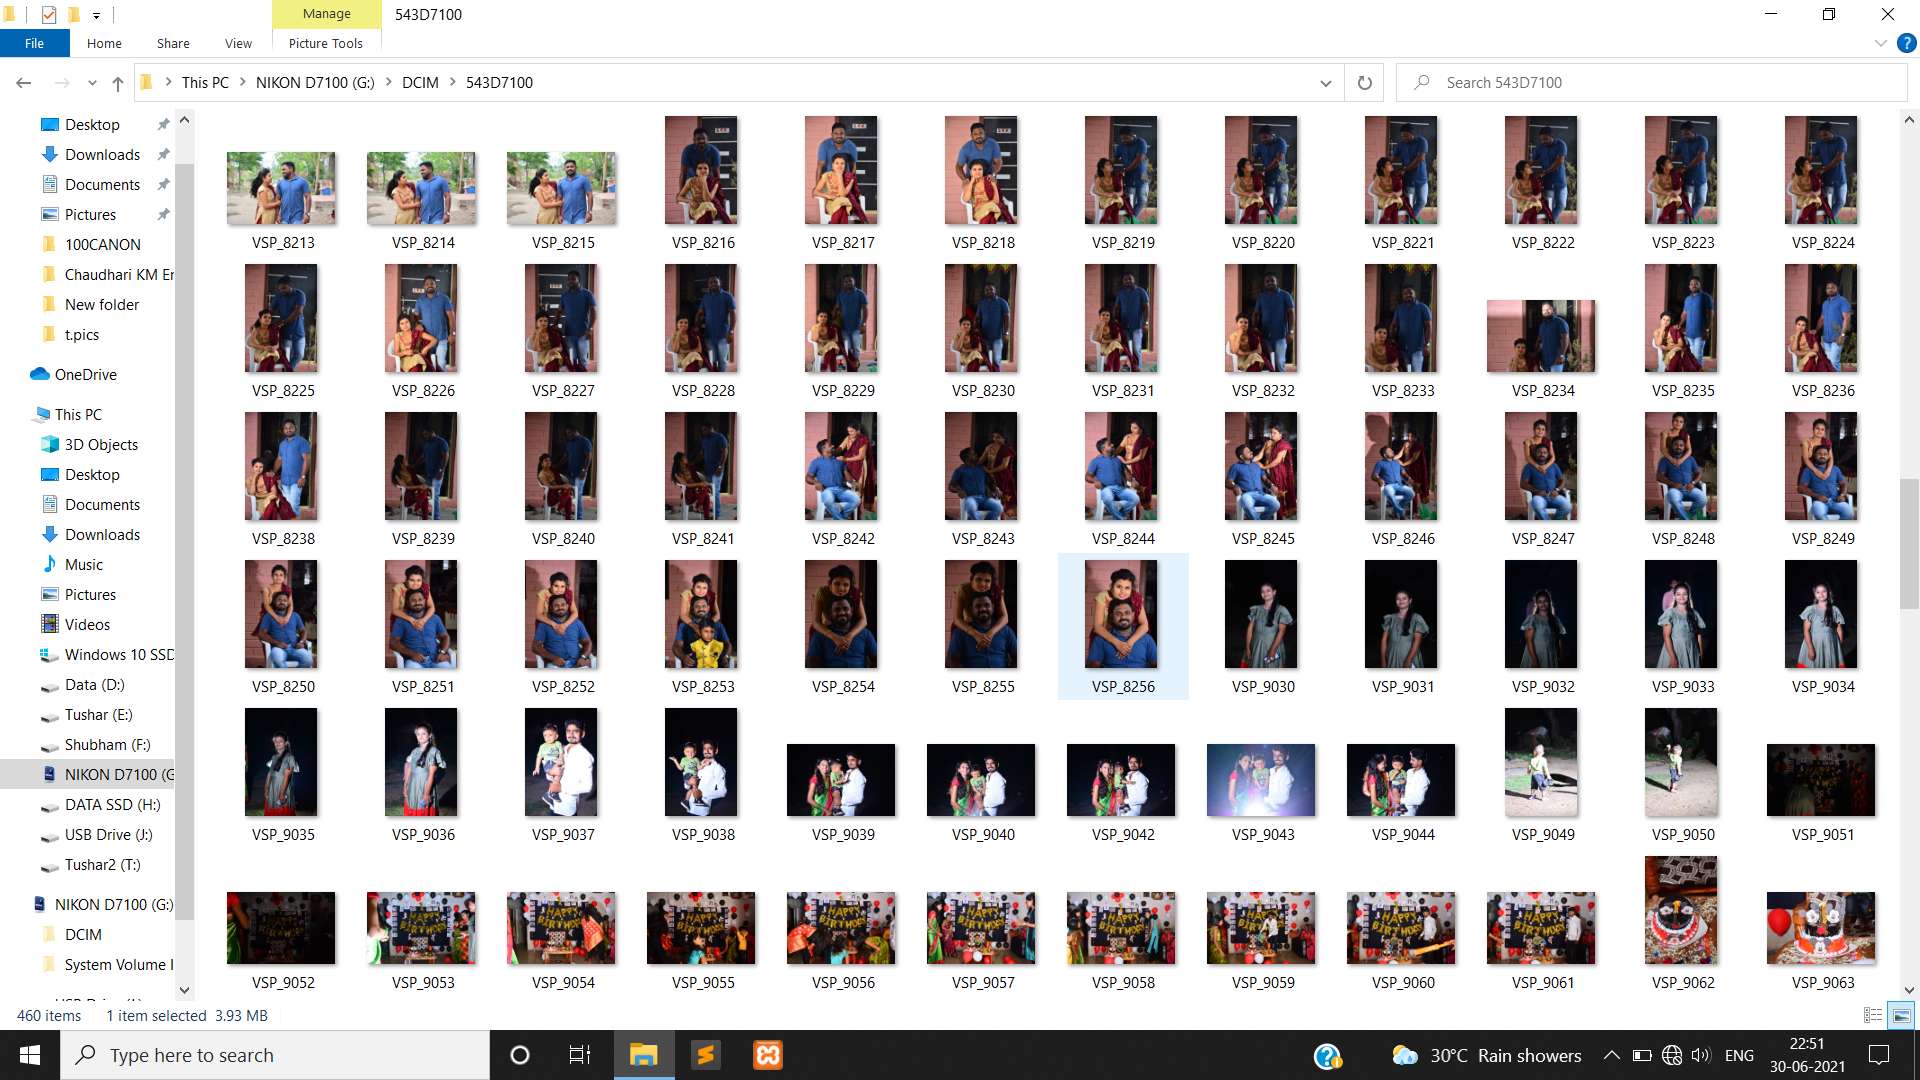 Manage
543D7100
File
Home
Share
View
Picture Tools
?
This PC
NIKON D7100 (G:)
DCIM
543D7100
Search 543D7100
Desktop
Downloads
Documents
Pictures
100CANON
Chaudhari KM Er
New folder
t.pics
OneDrive
This PC
3D Objects
Desktop
Documents
Downloads
Music
Pictures
Videos
Windows 10 SSD
Data (D:)
Tushar (E:)
Shubham (F:)
NIKON D7100 (G
DATA SSD (H:)
USB Drive (J:)
Tushar2 (T:)
NIKON D7100 (G:)
DCIM
System Volume I
VSP_8213 VSP_8214 VSP_8215 VSP_8216 VSP_8217 VSP_8218 VSP_8219 VSP_8220 VSP_8221 VSP_8222 VSP_8223 VSP_8224
VSP_8225 VSP_8226 VSP_8227 VSP_8228 VSP_8229 VSP_8230 VSP_8231 VSP_8232 VSP_8233 VSP_8234 VSP_8235 VSP_8236
VSP_8238 VSP_8239 VSP_8240 VSP_8241 VSP_8242 VSP_8243 VSP_8244 VSP_8245 VSP_8246 VSP_8247 VSP_8248 VSP_8249
VSP_8250 VSP_8251 VSP_8252 VSP_8253 VSP_8254 VSP_8255 VSP_8256 VSP_9030 VSP_9031 VSP_9032 VSP_9033 VSP_9034
VSP_9035 VSP_9036 VSP_9037 VSP_9038 VSP_9039 VSP_9040 VSP_9042 VSP_9043 VSP_9044 VSP_9049 VSP_9050 VSP_9051
VSP_9052 VSP_9053 VSP_9054 VSP_9055 VSP_9056 VSP_9057 VSP_9058 VSP_9059 VSP_9060 VSP_9061 VSP_9062 VSP_9063
460 items
1 item selected 3.93 MB
Type here to search
30°C Rain showers
ENG
22:51
30-06-2021